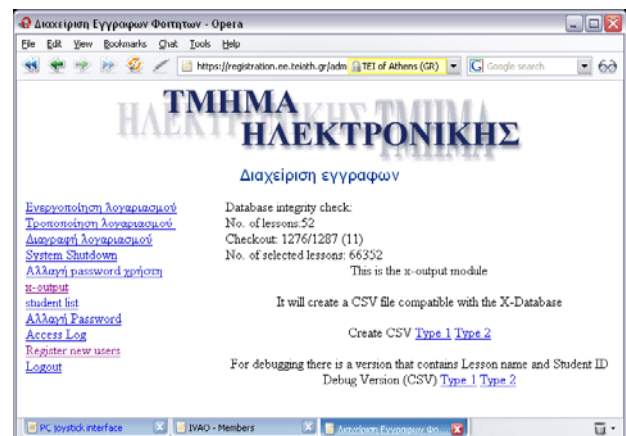 Διαχείριση Εγγραφων Φοιτητων - Opera
File Edit View Bookmarks Chat Tools Help
https://registration.ee.teiath.gr/adm TEI of Athens (GR) Google search
ΤΜΗΜΑ
ΗΛΕΚΤΡΟΝΙΚΗΣ
Διαχείριση εγγραφων
Ενεργοποίηση λογαριασμού
Τροποποίηση λογαριασμού
Διαγραφή λογαριασμού
System Shutdown
Αλλαγή password χρήστη
x-output
student list
Αλλαγή Password
Access Log
Register new users
Logout
Database integrity check:
No. of lessons:52
Checkout: 1276/1287 (11)
No. of selected lessons: 66352
This is the x-output module
It will create a CSV file compatible with the X-Database
Create CSV Type 1 Type 2
For debugging there is a version that contains Lesson name and Student ID
Debug Version (CSV) Type 1 Type 2
PC joystick interface IVAO - Members Διαχείριση Εγγραφων Φο...